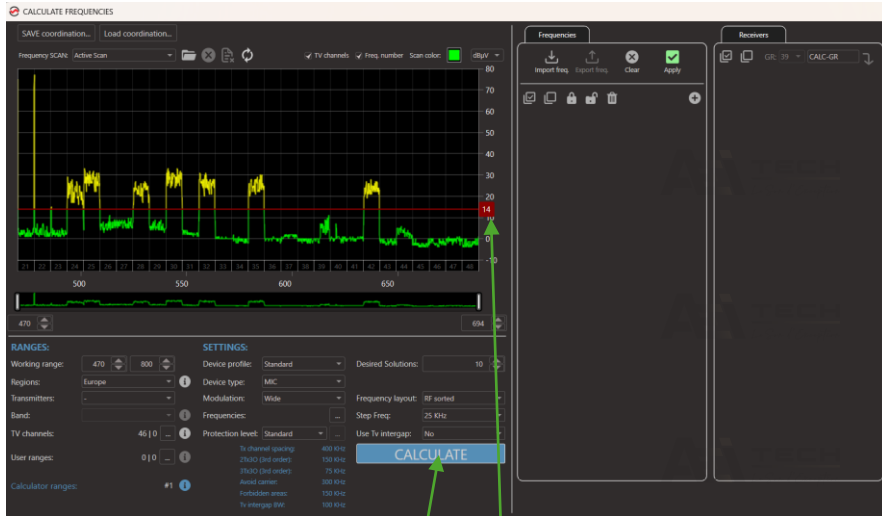 CALCULATE FREQUENCIES
SAVE coordination... Load coordination...
Frequency SCAN: Active Scan TV channels Freq. number Scan color: dBµV
80
70
60
50
40
30
20
14
10
0
-10
21 22 23 24 25 26 27 28 29 30 31 32 33 34 35 36 37 38 39 40 41 42 43 44 45 46 47 48
500 550 600 650
470 694
RANGES: SETTINGS:
Working range: 470 800 Device profile: Standard Desired Solutions: 10
Regions: Europe Device type: MIC
Transmitters: - Modulation: Wide Frequency layout: RF sorted
Band: Frequencies: ... Step Freq: 25 KHz
TV channels: 46 | 0 ... Protection level: Standard ... Use Tv intergap: No
User ranges: 0 | 0 ...
Calculator ranges: #1
Tx channel spacing: 400 KHz
2Tx3O (3rd order): 150 KHz
3Tx3O (3rd order): 75 KHz
Avoid carrier: 300 KHz
Forbidden areas: 150 KHz
Tv intergap BW: 100 KHz
CALCULATE
Frequencies
Import freq. Export freq. Clear Apply
Receivers
GR: 39 CALC-GR